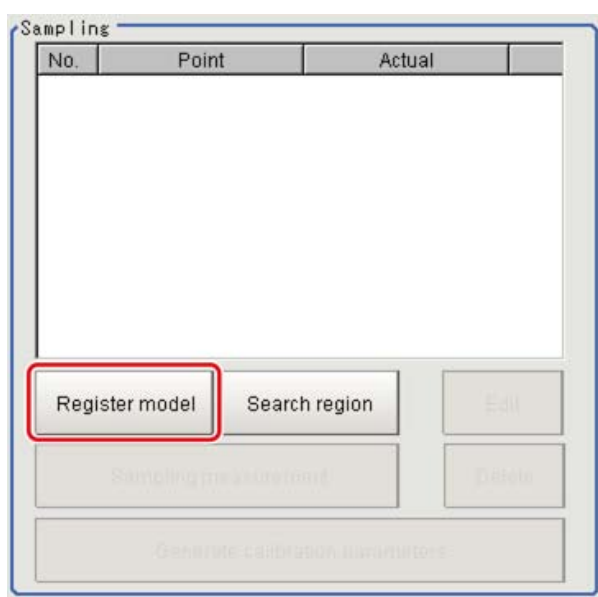 Sampling
No. Point Actual
Register model Search region Edit
Sampling measurement Delete
Generate calibration parameters